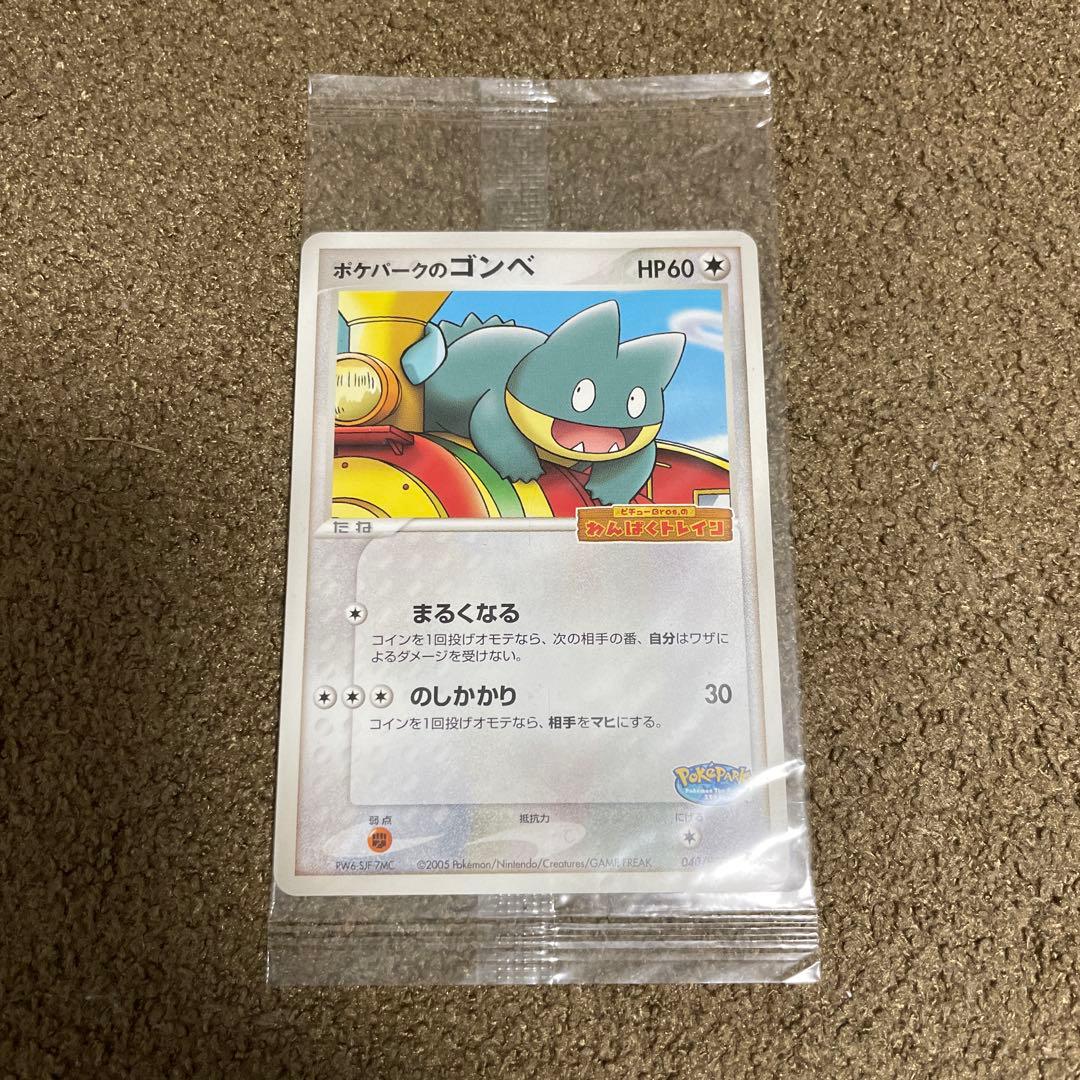 ポケパークのゴンベ HP60
たね
ピチューBros.の
わんぱくトレイン
まるくなる
コインを1回投げオモテなら、次の相手の番、自分はワザに
よるダメージを受けない。
のしかかり 30
コインを1回投げオモテなら、相手をマヒにする。
POKéPARK
弱点 抵抗力 にげる
PW6-SJF-7MC ©2005 Pokémon/Nintendo/Creatures/GAME FREAK 040/